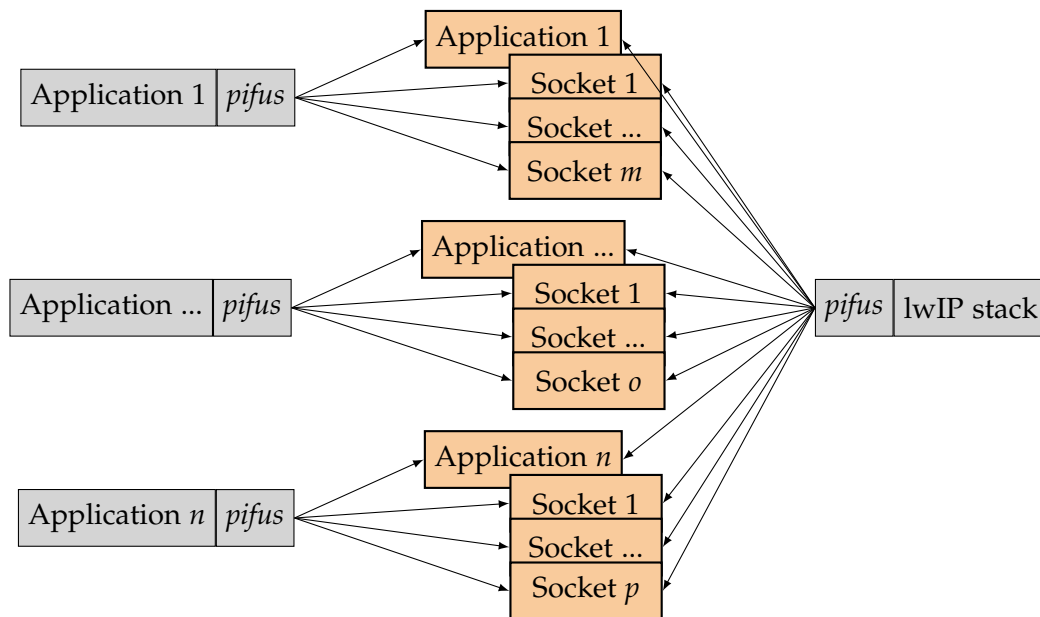 Application 1
Socket 1
Application 1 pifus
Socket ...
Socket m
Application ...
Socket 1
Application ... pifus
pifus lwIP stack
Socket ...
Socket o
Application n
Socket 1
Application n pifus
Socket ...
Socket p